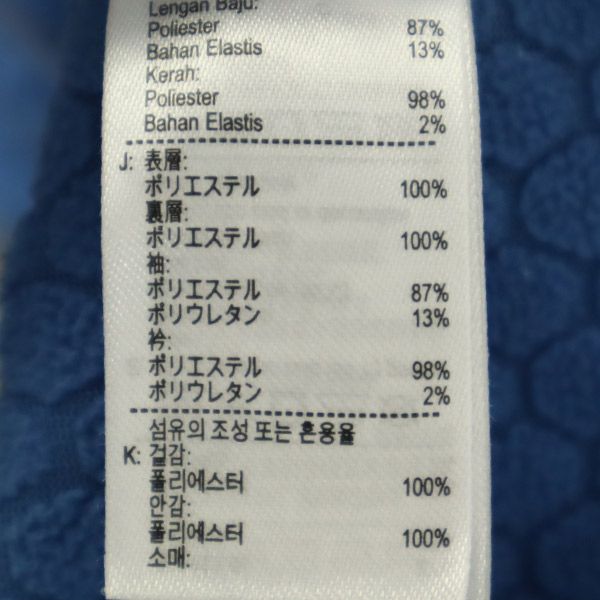 Lengan Baju:
Poliester 87%
Bahan Elastis 13%
Kerah:
Poliester 98%
Bahan Elastis 2%
J: 表層:
ポリエステル 100%
裏層:
ポリエステル 100%
袖:
ポリエステル 87%
ポリウレタン 13%
衿:
ポリエステル 98%
ポリウレタン 2%
섬유의 조성 또는 혼용율
K: 겉감:
폴리에스터 100%
안감:
폴리에스터 100%
소매: